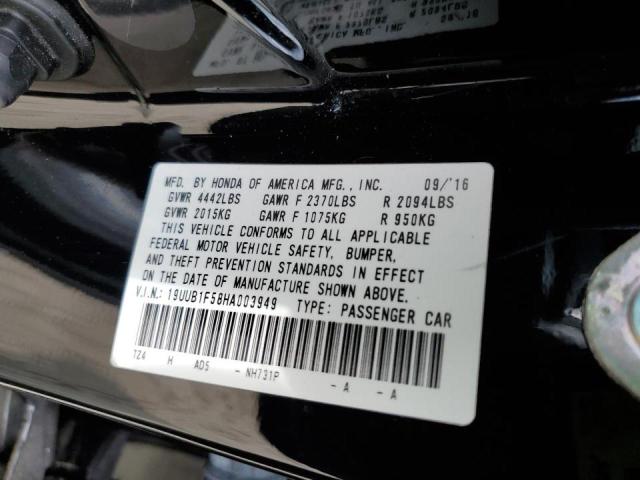 MFD. BY HONDA OF AMERICA MFG., INC. 09/'16
GVWR 4442LBS GAWR F 2370LBS R 2094LBS
GVWR 2015KG GAWR F 1075KG R 950KG
THIS VEHICLE CONFORMS TO ALL APPLICABLE
FEDERAL MOTOR VEHICLE SAFETY, BUMPER,
AND THEFT PREVENTION STANDARDS IN EFFECT
ON THE DATE OF MANUFACTURE SHOWN ABOVE.
V.I.N.: 19UUB1F58HA003949 TYPE: PASSENGER CAR
TZ4 H AD5 - NH731P - A - A